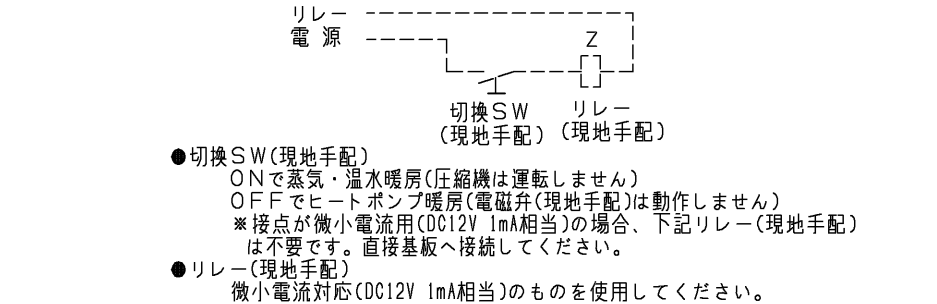 リレー
電 源
Z
切換SW リレー
(現地手配) (現地手配)
●切換SW(現地手配)
ONで蒸気・温水暖房(圧縮機は運転しません)
OFFでヒートポンプ暖房(電磁弁(現地手配)は動作しません)
※接点が微小電流用(DC12V 1mA相当)の場合、下記リレー(現地手配)
は不要です。直接基板へ接続してください。
●リレー(現地手配)
微小電流対応(DC12V 1mA相当)のものを使用してください。